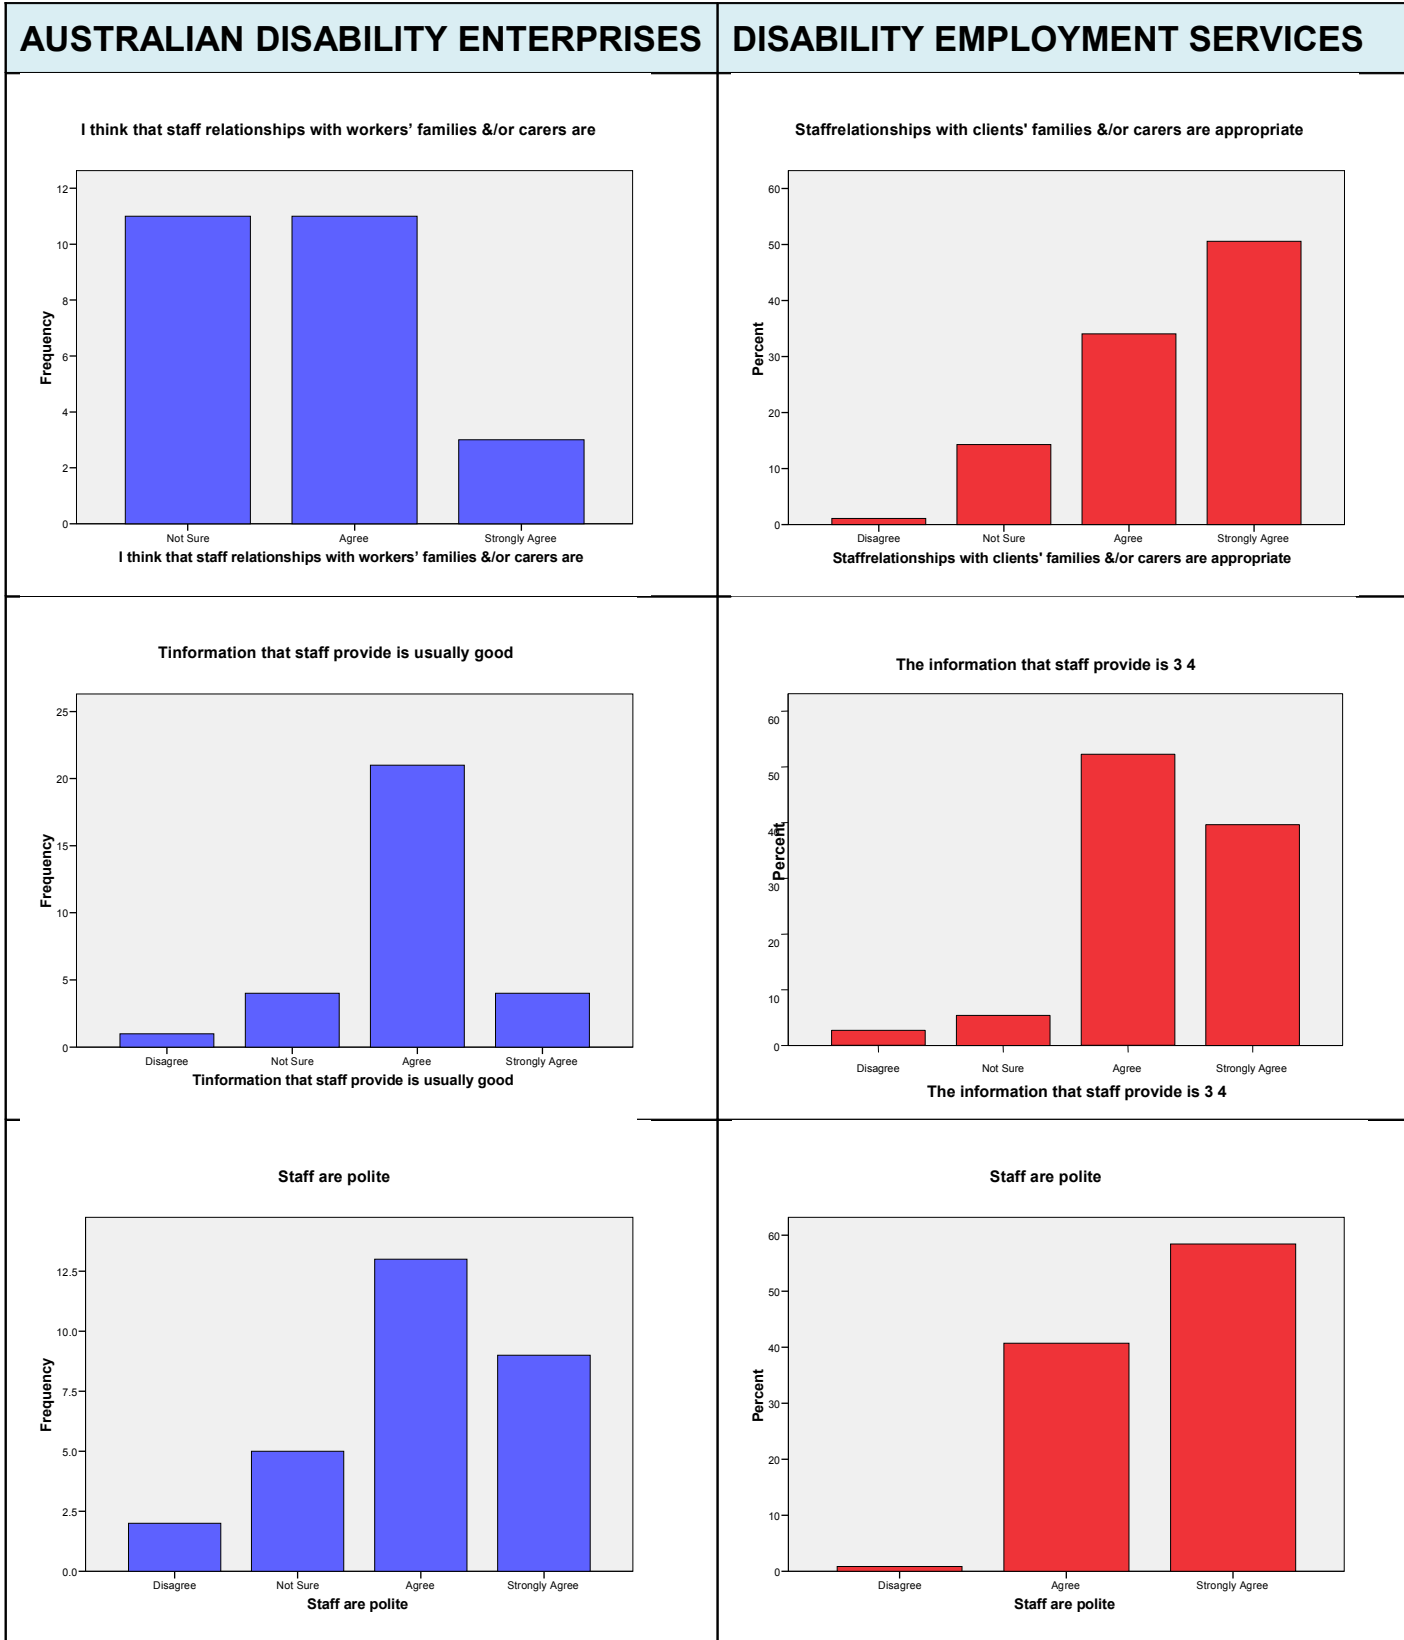 AUSTRALIAN DISABILITY ENTERPRISES
DISABILITY EMPLOYMENT SERVICES
I think that staff relationships with workers’ families &/or carers are
12
10
8
6
4
2
0
Frequency
Not Sure Agree Strongly Agree
I think that staff relationships with workers’ families &/or carers are
Staffrelationships with clients' families &/or carers are appropriate
60
50
40
30
20
10
0
Percent
Disagree Not Sure Agree Strongly Agree
Staffrelationships with clients' families &/or carers are appropriate
Tinformation that staff provide is usually good
25
20
15
10
5
0
Frequency
Disagree Not Sure Agree Strongly Agree
Tinformation that staff provide is usually good
The information that staff provide is 3 4
60
50
40
30
20
10
0
Percent
Disagree Not Sure Agree Strongly Agree
The information that staff provide is 3 4
Staff are polite
12.5
10.0
7.5
5.0
2.5
0.0
Frequency
Disagree Not Sure Agree Strongly Agree
Staff are polite
Staff are polite
60
50
40
30
20
10
0
Percent
Disagree Agree Strongly Agree
Staff are polite